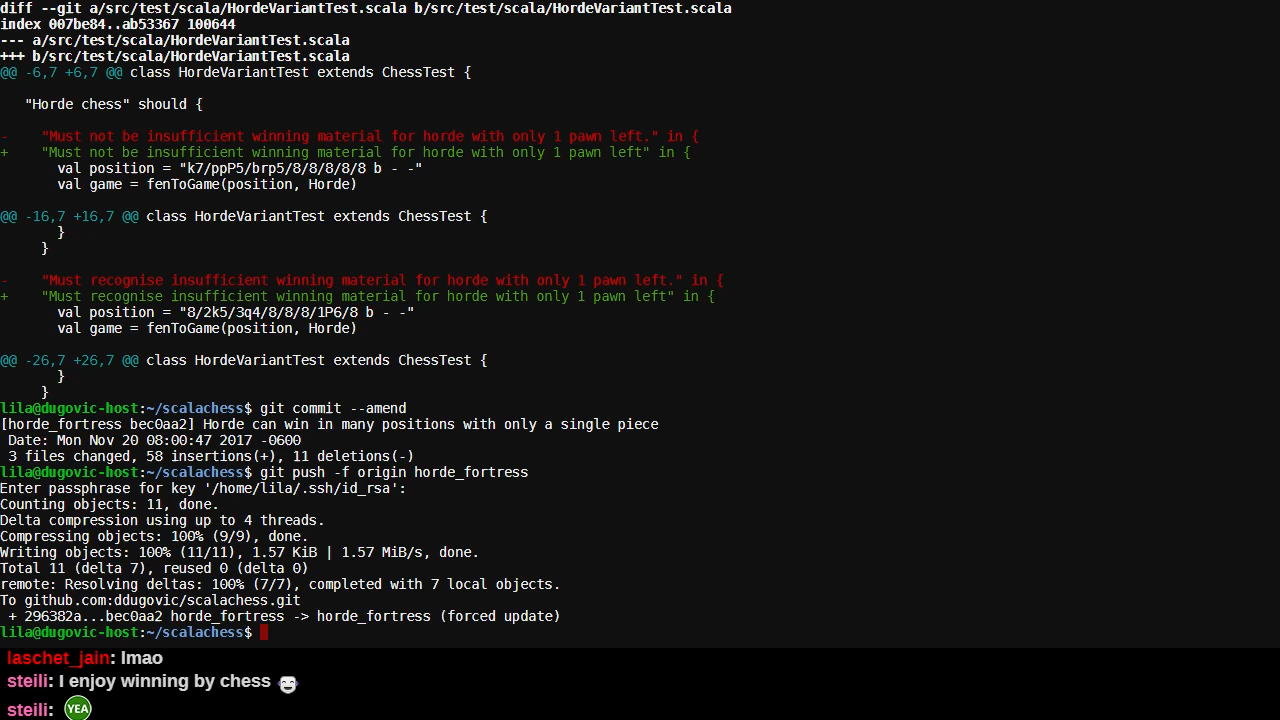 diff --git a/src/test/scala/HordeVariantTest.scala b/src/test/scala/HordeVariantTest.scala
index 007be84..ab53367 100644
--- a/src/test/scala/HordeVariantTest.scala
+++ b/src/test/scala/HordeVariantTest.scala
@@ -6,7 +6,7 @@ class HordeVariantTest extends ChessTest {
"Horde chess" should {
-    "Must not be insufficient winning material for horde with only 1 pawn left." in {
+    "Must not be insufficient winning material for horde with only 1 pawn left" in {
val position = "k7/ppP5/brp5/8/8/8/8/8 b - -"
val game = fenToGame(position, Horde)
@@ -16,7 +16,7 @@ class HordeVariantTest extends ChessTest {
}
}
-    "Must recognise insufficient winning material for horde with only 1 pawn left." in {
+    "Must recognise insufficient winning material for horde with only 1 pawn left" in {
val position = "8/2k5/3q4/8/8/8/1P6/8 b - -"
val game = fenToGame(position, Horde)
@@ -26,7 +26,7 @@ class HordeVariantTest extends ChessTest {
}
}
lila@dugovic-host:~/scalachess$ git commit --amend
[horde_fortress bec0aa2] Horde can win in many positions with only a single piece
Date: Mon Nov 20 08:00:47 2017 -0600
3 files changed, 58 insertions(+), 11 deletions(-)
lila@dugovic-host:~/scalachess$ git push -f origin horde_fortress
Enter passphrase for key '/home/lila/.ssh/id_rsa':
Counting objects: 11, done.
Delta compression using up to 4 threads.
Compressing objects: 100% (9/9), done.
Writing objects: 100% (11/11), 1.57 KiB | 1.57 MiB/s, done.
Total 11 (delta 7), reused 0 (delta 0)
remote: Resolving deltas: 100% (7/7), completed with 7 local objects.
To github.com:ddugovic/scalachess.git
+ 296382a...bec0aa2 horde_fortress -> horde_fortress (forced update)
lila@dugovic-host:~/scalachess$
laschet_jain: lmao
steili: I enjoy winning by chess
steili: YEA